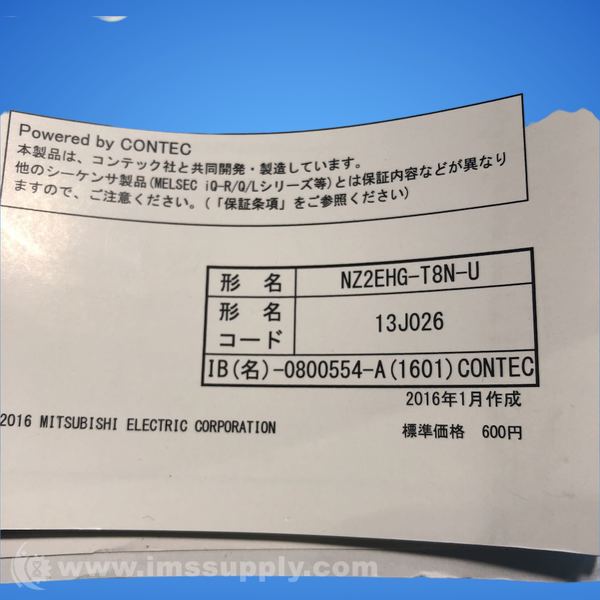 Powered by CONTEC
本製品は、コンテック社と共同開発・製造しています。
他のシーケンサ製品(MELSEC iQ-R/Q/Lシリーズ等)とは保証内容などが異なり
ますので、ご注意ください。(「保証条項」をご参照ください)
形 名 NZ2EHG-T8N-U
形 名
コード 13J026
IB(名)-0800554-A(1601)CONTEC
2016年1月作成
2016 MITSUBISHI ELECTRIC CORPORATION
標準価格 600円
www.imssupply.com